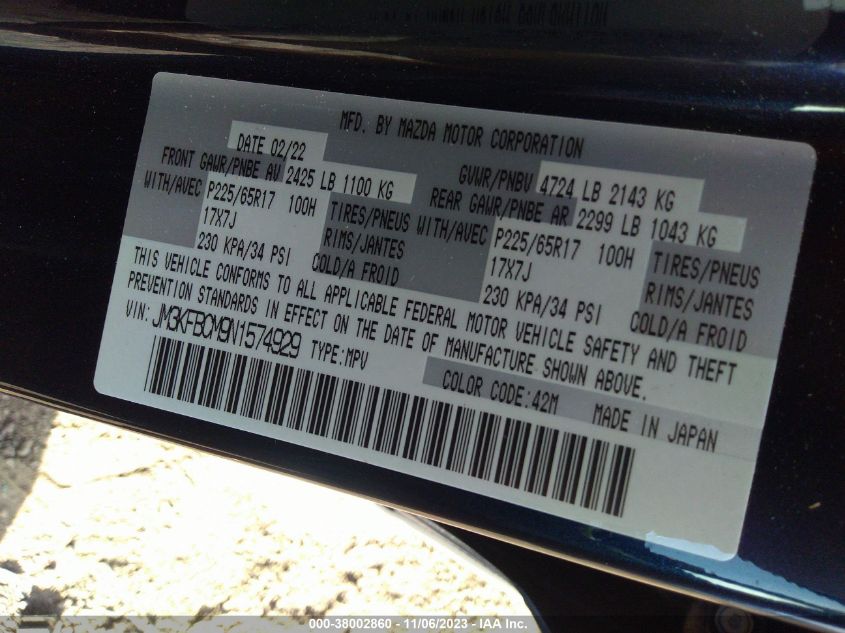 MFD. BY MAZDA MOTOR CORPORATION
DATE 02/22
GVWR/PNBV 4724 LB 2143 KG
FRONT GAWR/PNBE AV 2425 LB 1100 KG
REAR GAWR/PNBE AR 2299 LB 1043 KG
WITH/AVEC P225/65R17 100H TIRES/PNEUS WITH/AVEC P225/65R17 100H TIRES/PNEUS
17X7J RIMS/JANTES 17X7J RIMS/JANTES
230 KPA/34 PSI COLD/A FROID 230 KPA/34 PSI COLD/A FROID
THIS VEHICLE CONFORMS TO ALL APPLICABLE FEDERAL MOTOR VEHICLE SAFETY AND THEFT
PREVENTION STANDARDS IN EFFECT ON THE DATE OF MANUFACTURE SHOWN ABOVE.
VIN: JM3KFBCM9N1574929 TYPE:MPV
COLOR CODE:42M MADE IN JAPAN
000-38002860 - 11/06/2023 - IAA Inc.